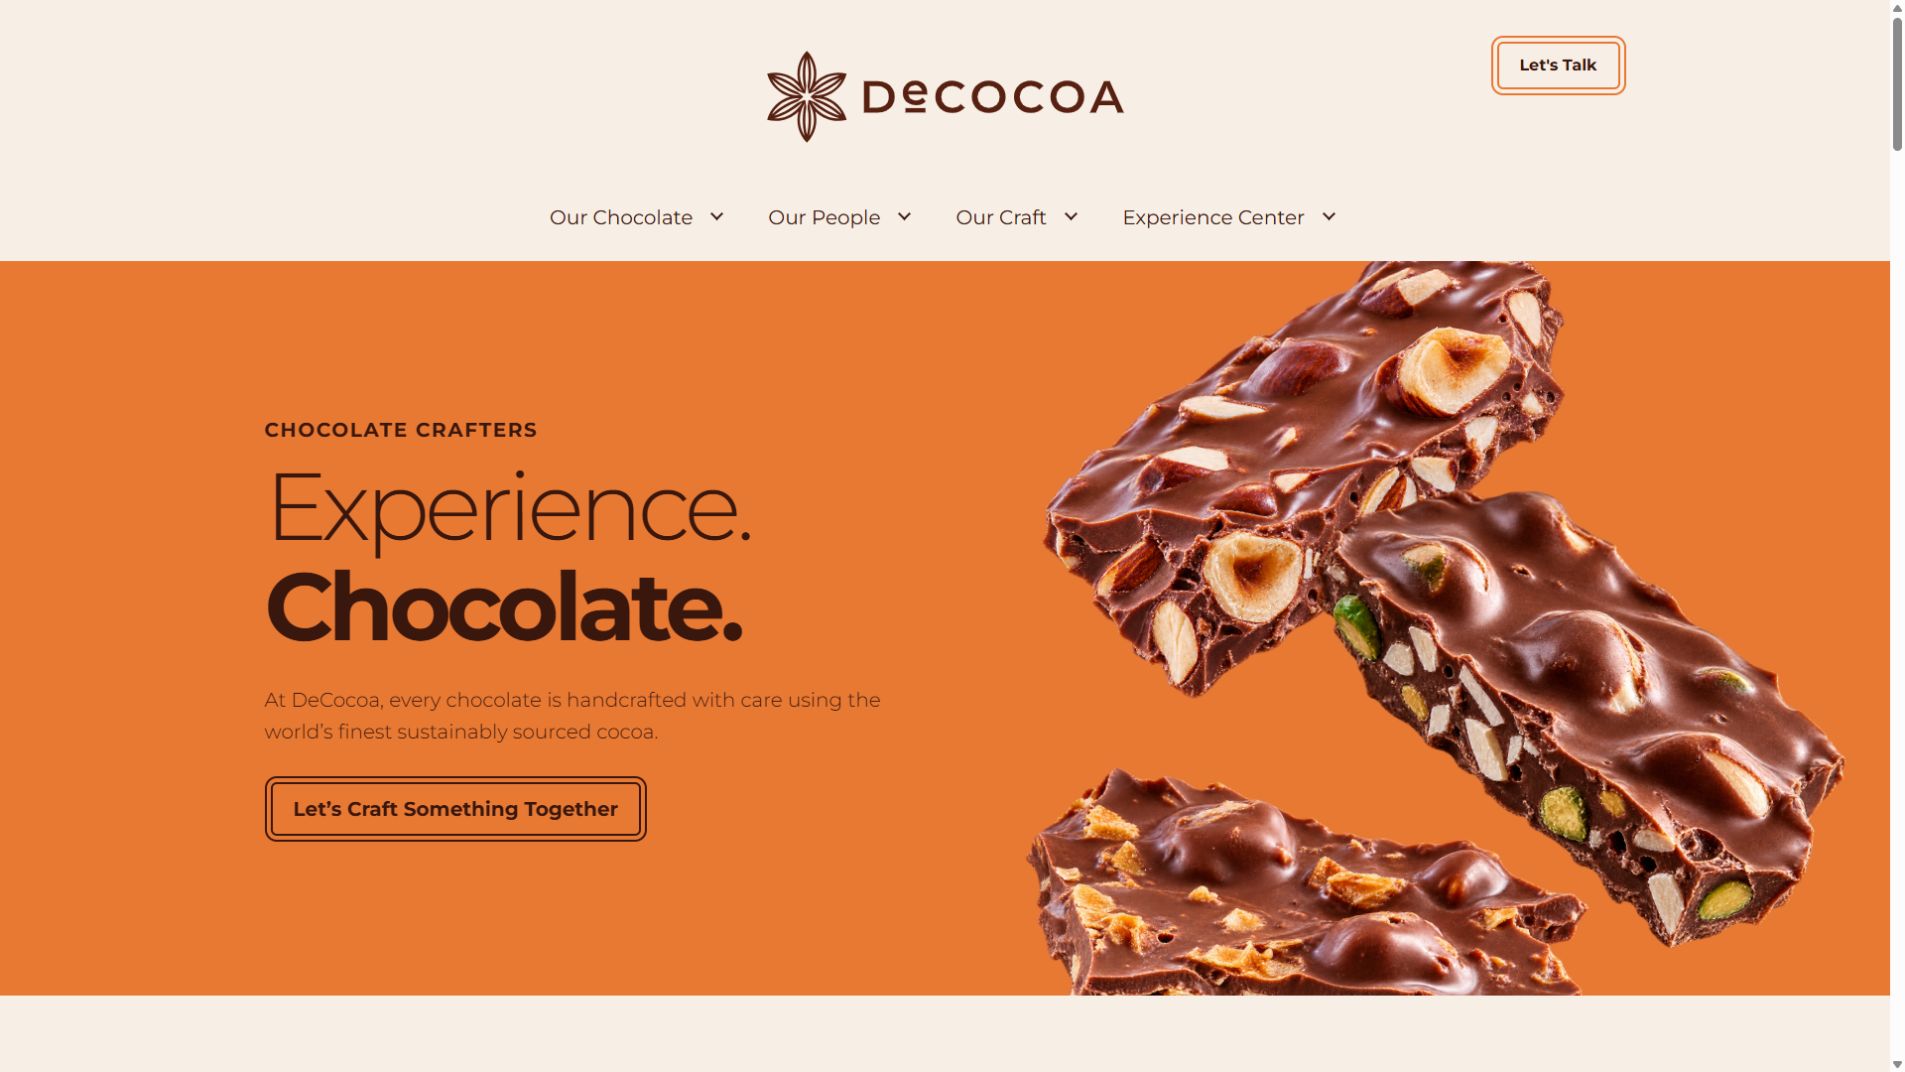 DeCOCOA
Let's Talk
Our Chocolate
Our People
Our Craft
Experience Center
CHOCOLATE CRAFTERS
Experience.
Chocolate.
At DeCocoa, every chocolate is handcrafted with care using the
world’s finest sustainably sourced cocoa.
Let’s Craft Something Together